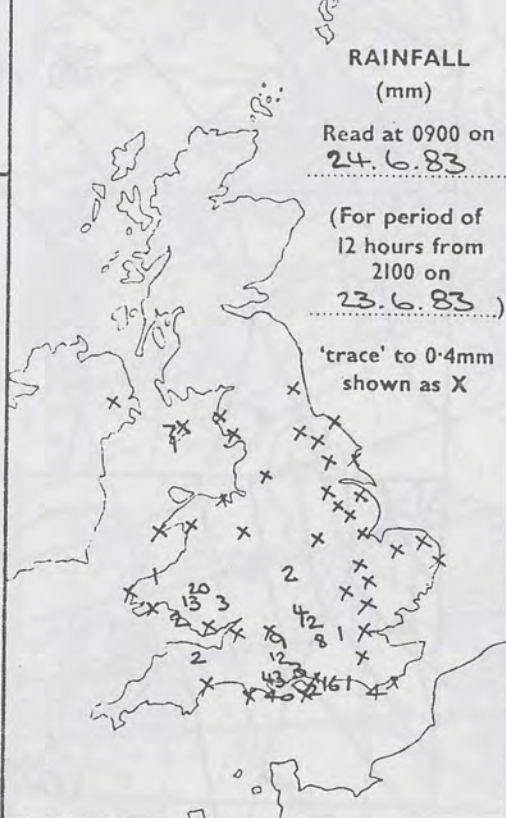 RAINFALL
(mm)
Read at 0900 on
24.6.83
(For period of
12 hours from
2100 on
23.6.83)
'trace' to 0·4mm
shown as X
X
X
X
X
X X
X X
X X
X
X
X X
X X
X X X
X X
X X
X
2 X
X 20 X
X 13 3 X
2 42
X X X 9 8 1 X
2 12 X
X 43 161 X
X X